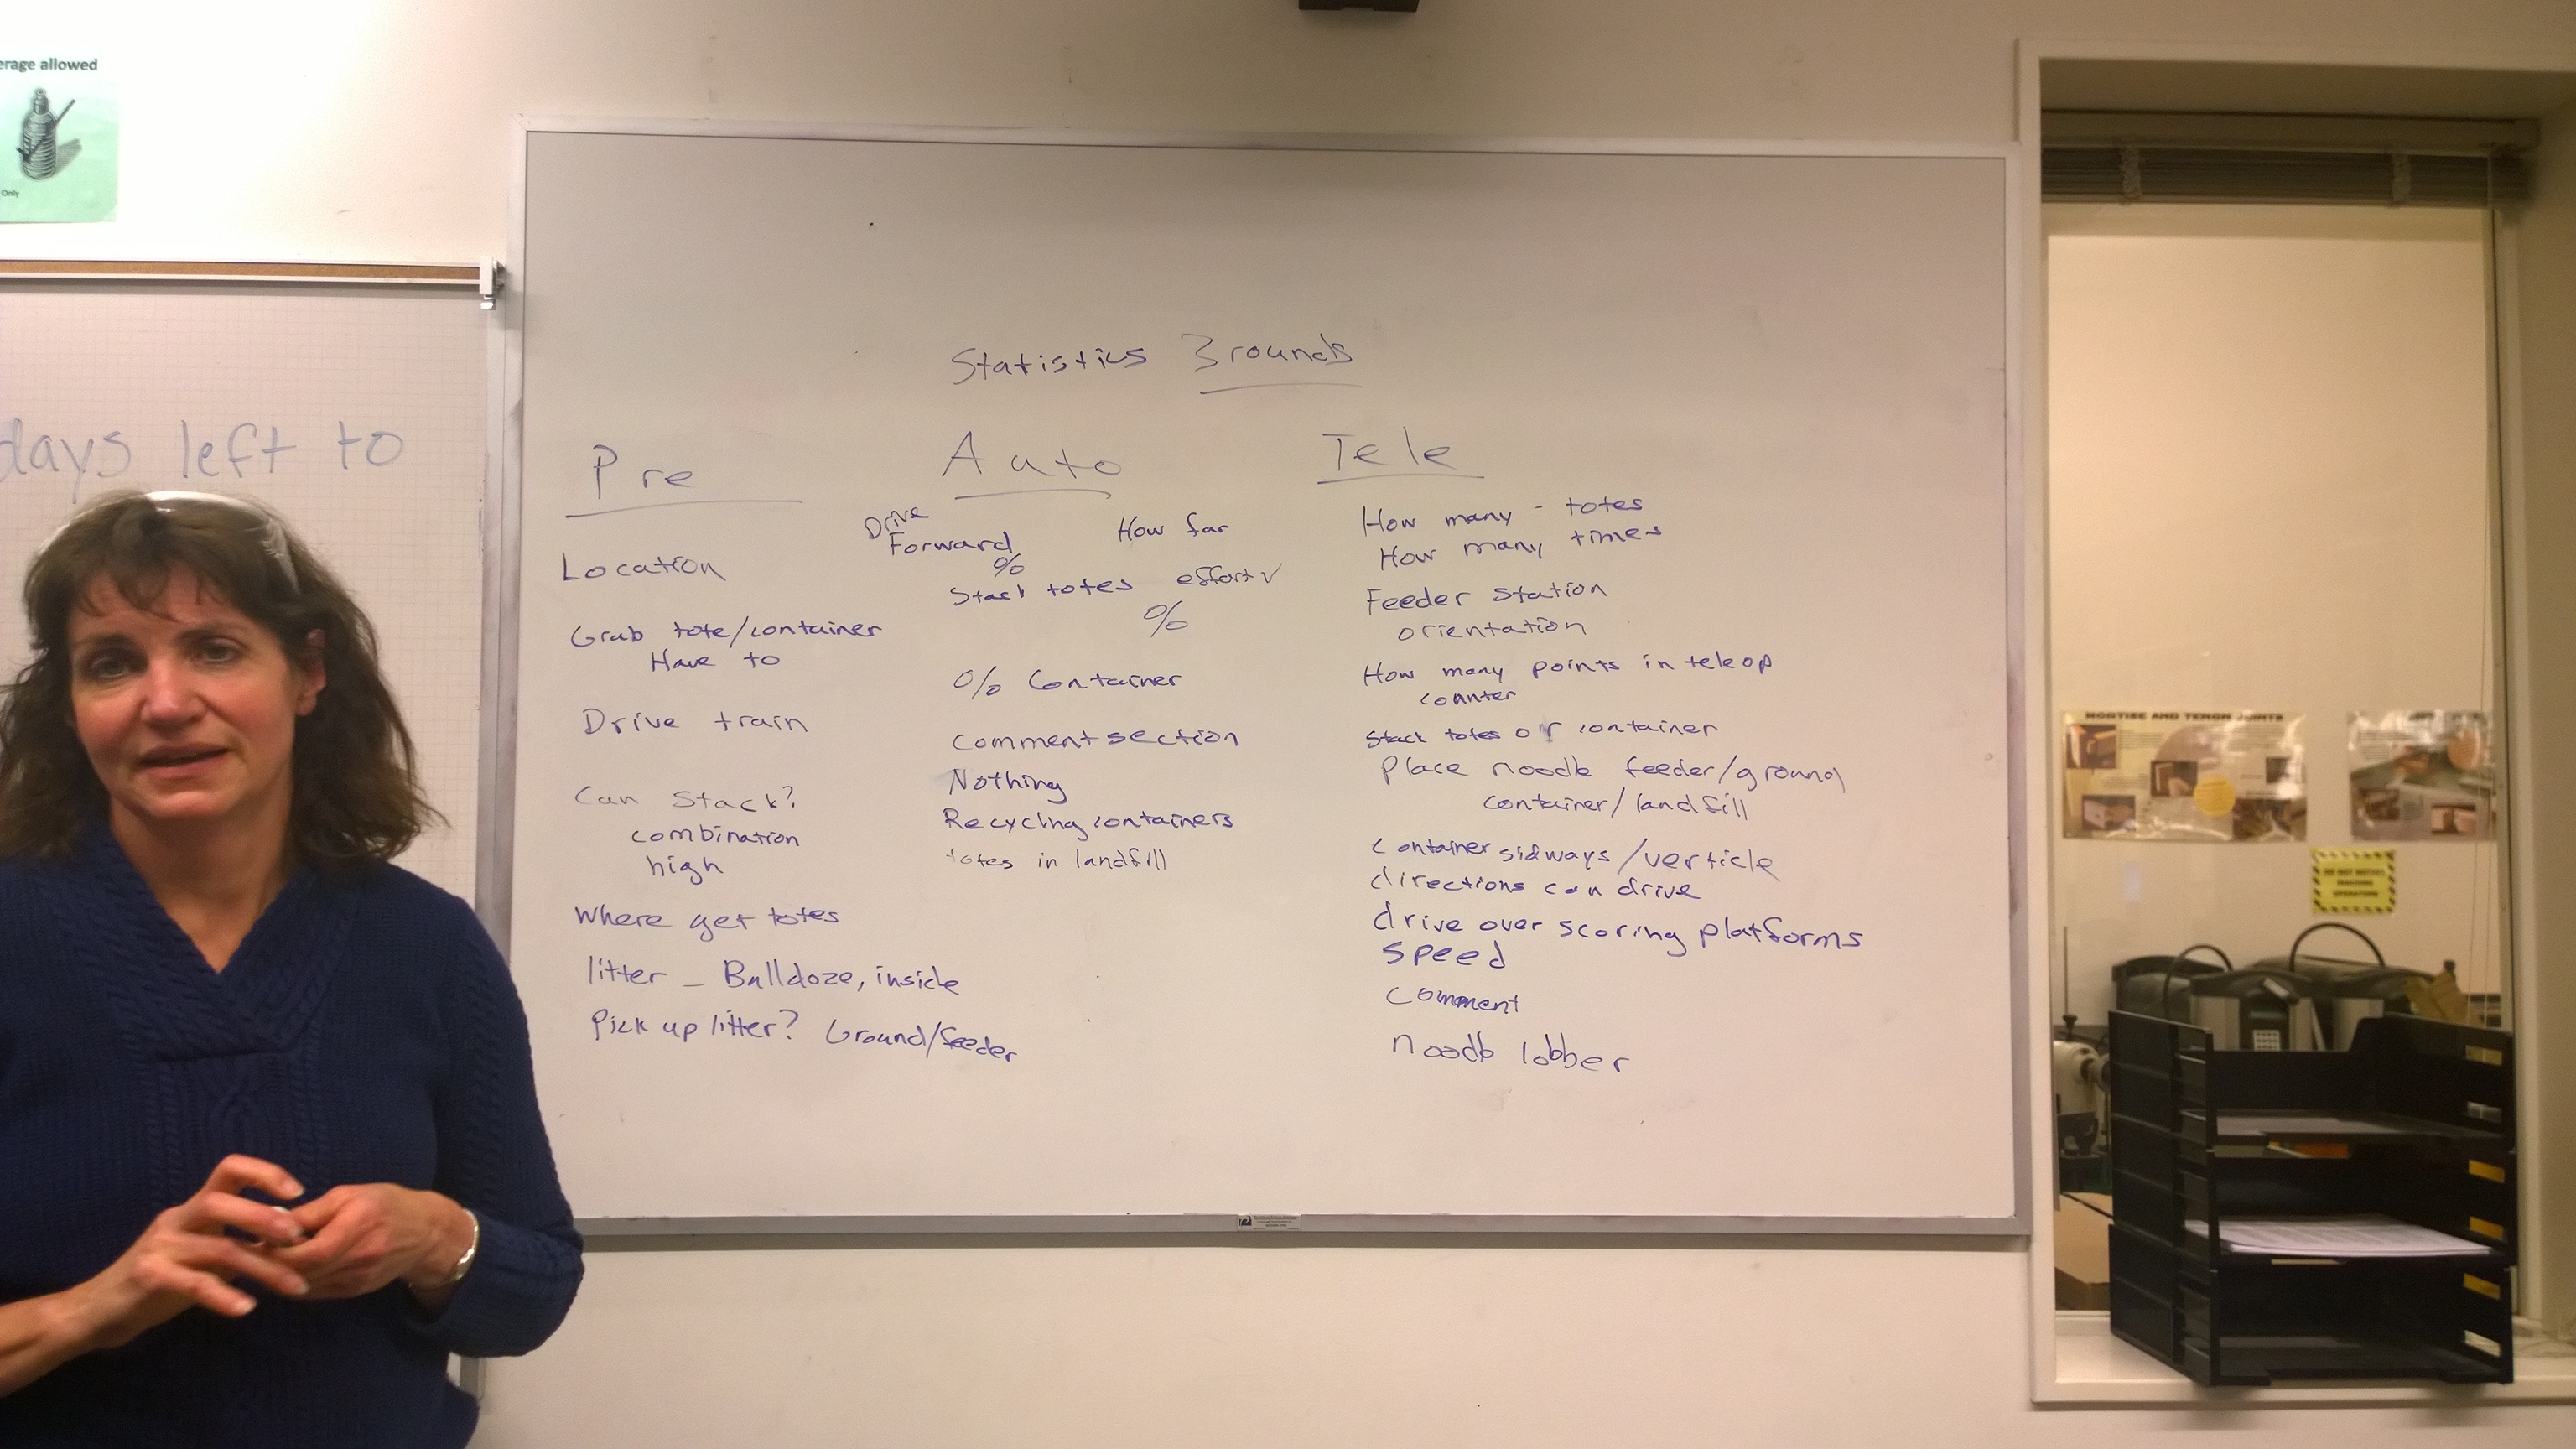 erage allowed
Only
days left to
Statistics 3 rounds
Pre
Location
Grab tote/container
Have to
Drive train
Can stack?
combination
high
Where get totes
litter - Bulldoze, inside
Pick up litter? Ground/feeder
Auto
Drive
Forward How far
%
Stack totes effort ✓
%
% Container
Comment section
Nothing
Recycling containers
totes in landfill
Tele
How many - totes
How many times
Feeder station
orientation
How many points in teleop
counter
Stack totes or container
Place noodle feeder/ground
container/landfill
Container sidways/verticle
directions can drive
drive over scoring platforms
speed
comment
noodle lobber
MORTISE AND TENON JOINTS